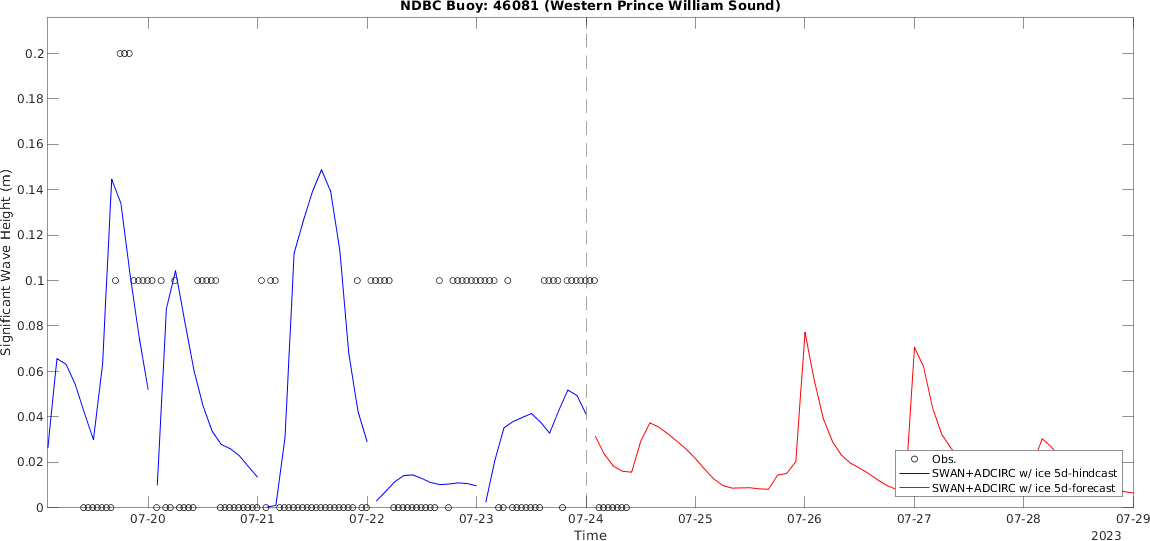 NDBC Buoy: 46081 (Western Prince William Sound)
Significant Wave Height (m)
0.2
0.18
0.16
0.14
0.12
0.1
0.08
0.06
0.04
0.02
0
07-20 07-21 07-22 07-23 07-24 07-25 07-26 07-27 07-28 07-29
Time
2023
Obs.
SWAN+ADCIRC w/ ice 5d-hindcast
SWAN+ADCIRC w/ ice 5d-forecast